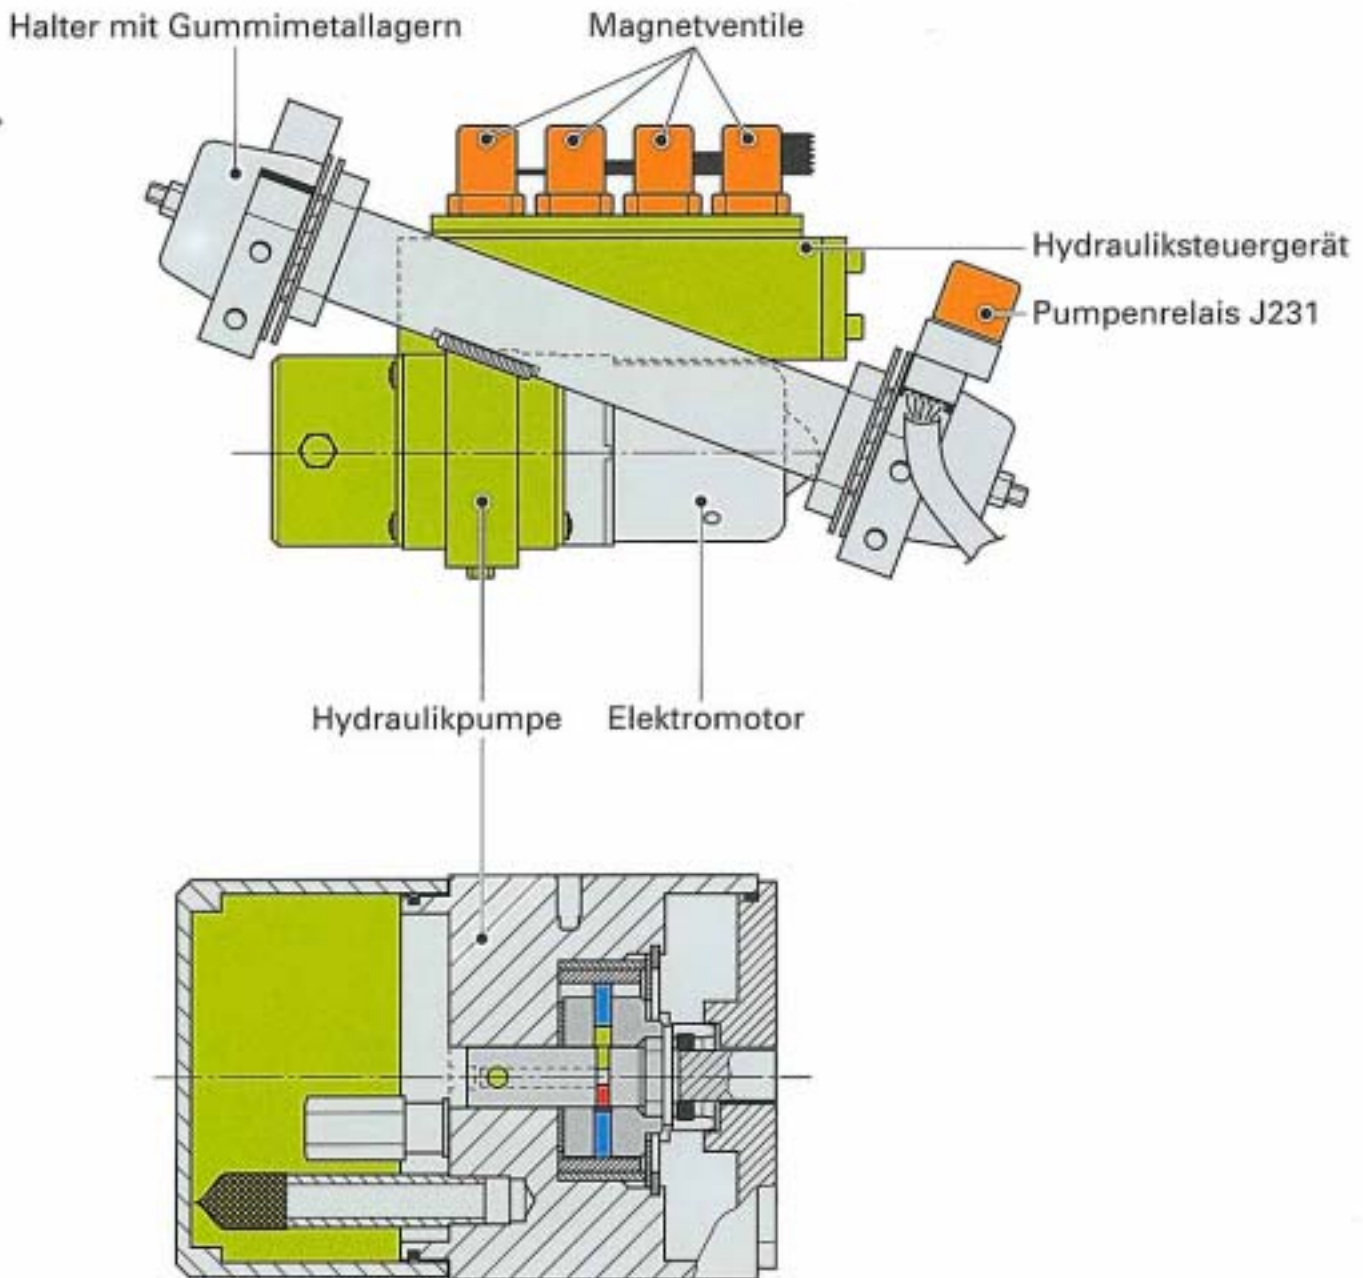 Halter mit Gummimetallagern
Magnetventile
Hydrauliksteuergerät
Pumpenrelais J231
Hydraulikpumpe
Elektromotor